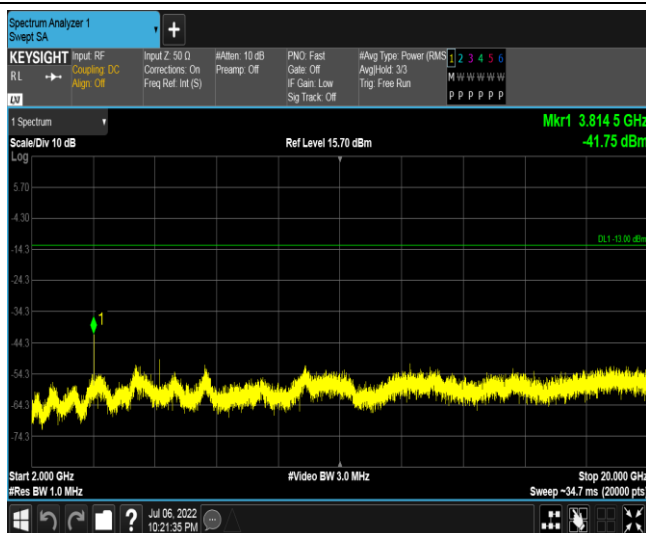 Spectrum Analyzer 1
Swept SA
+
KEYSIGHT
RL
LXI
Input: RF
Coupling: DC
Align: Off
Input Z: 50 Ω
Corrections: On
Freq Ref: Int (S)
#Atten: 10 dB
Preamp: Off
PNO: Fast
Gate: Off
IF Gain: Low
Sig Track: Off
#Avg Type: Power (RMS
Avg|Hold: 3/3
Trig: Free Run
1 2 3 4 5 6
M W W W W W
P P P P P P
1 Spectrum
Mkr1 3.814 5 GHz
Scale/Div 10 dB
Ref Level 15.70 dBm
-41.75 dBm
Log
5.70
-4.30
DL1 -13.00 dBm
-14.3
-24.3
-34.3
1
-44.3
-54.3
-64.3
-74.3
Start 2.000 GHz
#Video BW 3.0 MHz
Stop 20.000 GHz
#Res BW 1.0 MHz
Sweep ~34.7 ms (20000 pts)
?
Jul 06, 2022
10:21:35 PM